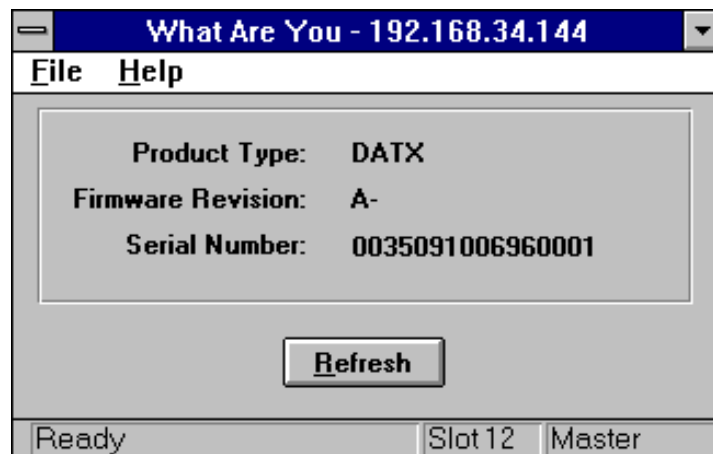 What Are You - 192.168.34.144
File Help
Product Type: DATX
Firmware Revision: A-
Serial Number: 0035091006960001
Refresh
Ready Slot 12 Master